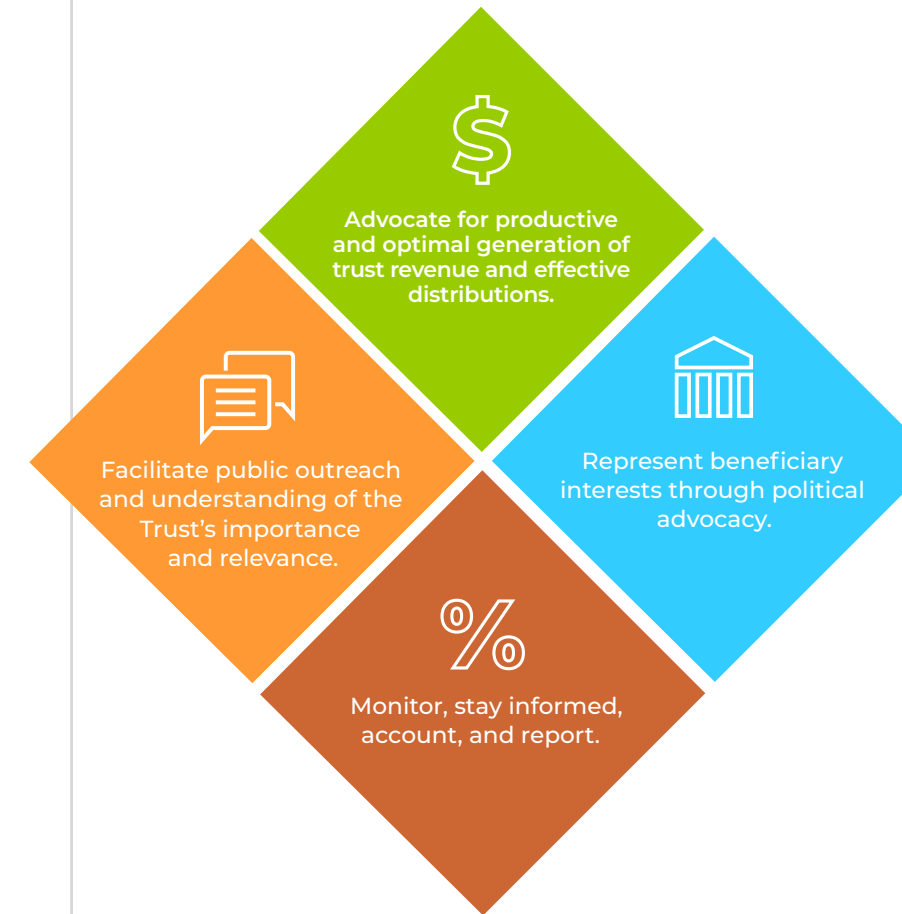 $
Advocate for productive
and optimal generation of
trust revenue and effective
distributions.
Facilitate public outreach
and understanding of the
Trust’s importance
and relevance.
Represent beneficiary
interests through political
advocacy.
%
Monitor, stay informed,
account, and report.